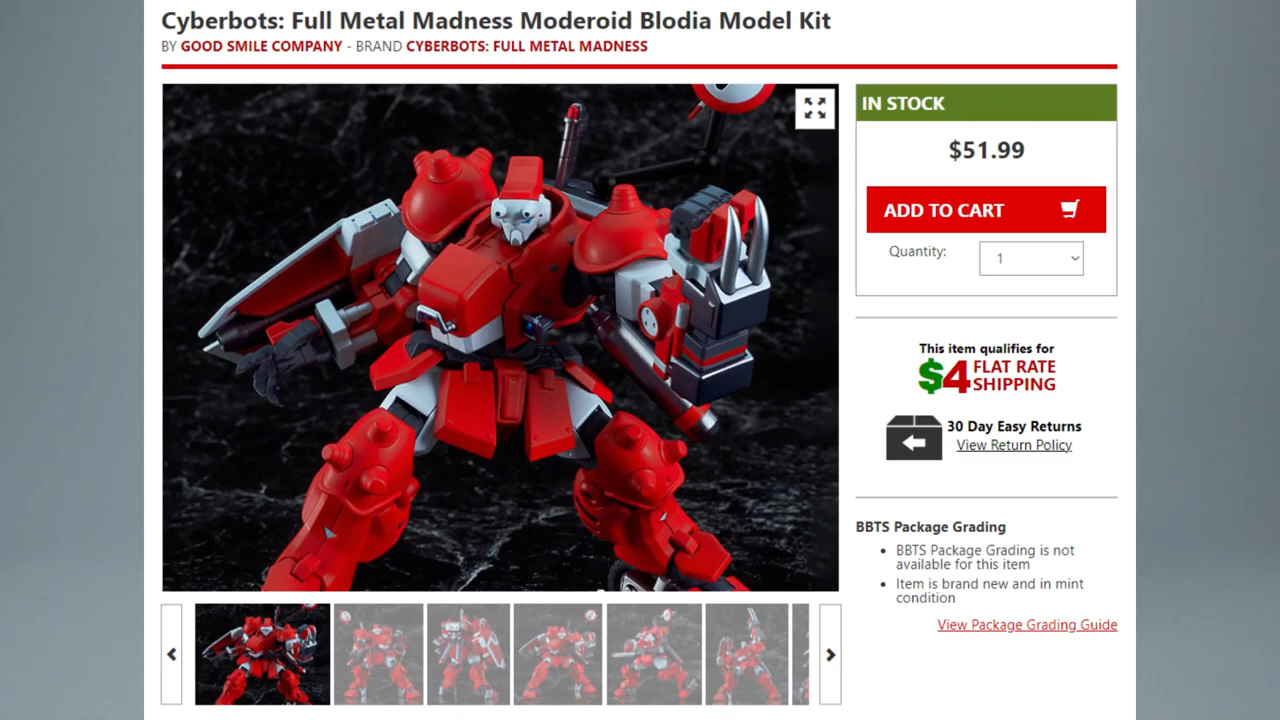 Cyberbots: Full Metal Madness Moderoid Blodia Model Kit
BY GOOD SMILE COMPANY - BRAND CYBERBOTS: FULL METAL MADNESS
IN STOCK
$51.99
ADD TO CART
Quantity:
1
This item qualifies for
$4 FLAT RATE
SHIPPING
30 Day Easy Returns
View Return Policy
BBTS Package Grading
BBTS Package Grading is not
available for this item
Item is brand new and in mint
condition
View Package Grading Guide